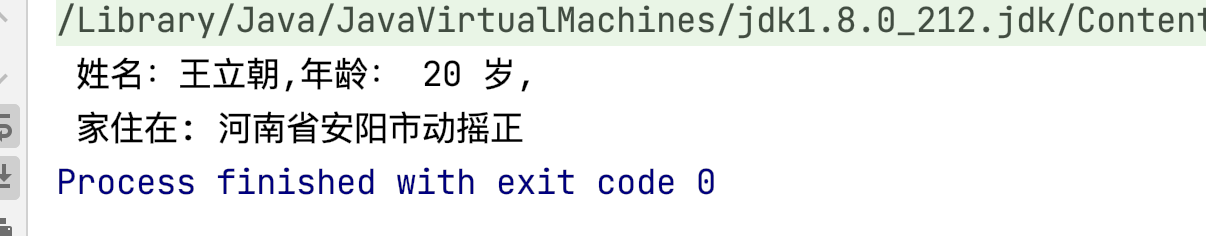 /Library/Java/JavaVirtualMachines/jdk1.8.0_212.jdk/Content
姓名：王立朝,年龄： 20 岁,
家住在：河南省安阳市动摇正
Process finished with exit code 0